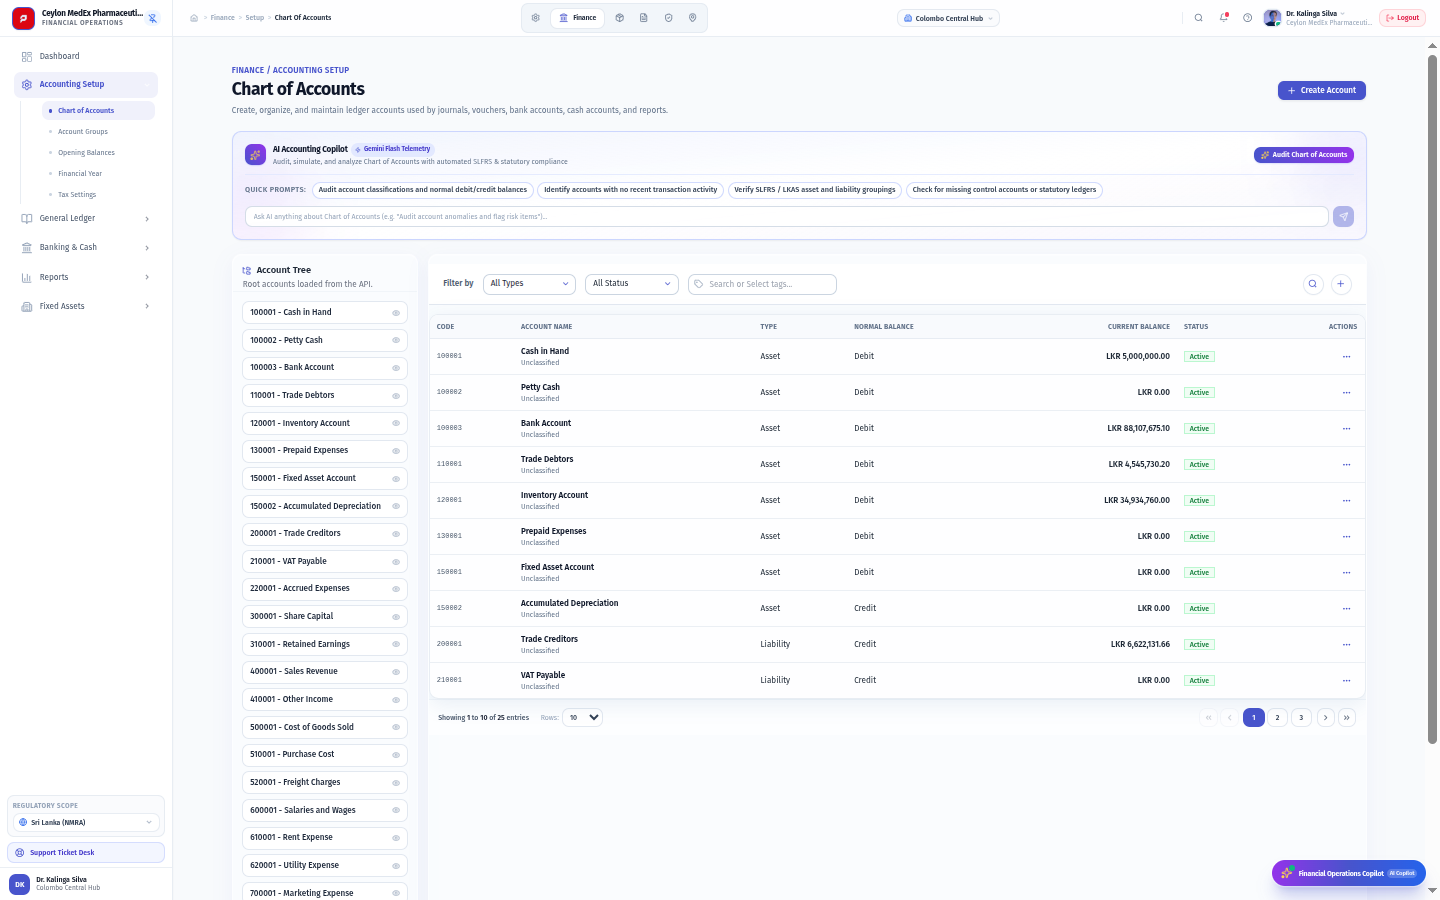 Ceylon MedEx Pharmaceuti...
FINANCIAL OPERATIONS
Finance
Setup
Chart Of Accounts
Finance
Colombo Central Hub
Dr. Kalinga Silva
Ceylon MedEx Pharmaceuti...
Logout
Dashboard
Accounting Setup
Chart of Accounts
Account Groups
Opening Balances
Financial Year
Tax Settings
General Ledger
Banking & Cash
Reports
Fixed Assets
REGULATORY SCOPE
Sri Lanka (NMRA)
Support Ticket Desk
DK
Dr. Kalinga Silva
Colombo Central Hub
FINANCE / ACCOUNTING SETUP
Chart of Accounts
Create, organize, and maintain ledger accounts used by journals, vouchers, bank accounts, cash accounts, and reports.
Create Account
AI Accounting Copilot
Gemini Flash Telemetry
Audit, simulate, and analyze Chart of Accounts with automated SLFRS & statutory compliance
Audit Chart of Accounts
QUICK PROMPTS:
Audit account classifications and normal debit/credit balances
Identify accounts with no recent transaction activity
Verify SLFRS / LKAS asset and liability groupings
Check for missing control accounts or statutory ledgers
Ask AI anything about Chart of Accounts (e.g. "Audit account anomalies and flag risk items")...
Account Tree
Root accounts loaded from the API.
100001 - Cash in Hand
100002 - Petty Cash
100003 - Bank Account
110001 - Trade Debtors
120001 - Inventory Account
130001 - Prepaid Expenses
150001 - Fixed Asset Account
150002 - Accumulated Depreciation
200001 - Trade Creditors
210001 - VAT Payable
220001 - Accrued Expenses
300001 - Share Capital
310001 - Retained Earnings
400001 - Sales Revenue
410001 - Other Income
500001 - Cost of Goods Sold
510001 - Purchase Cost
520001 - Freight Charges
600001 - Salaries and Wages
610001 - Rent Expense
620001 - Utility Expense
700001 - Marketing Expense
Filter by
All Types
All Status
Search or Select tags...
CODE ACCOUNT NAME TYPE NORMAL BALANCE CURRENT BALANCE STATUS ACTIONS
100001 Cash in Hand Asset Debit LKR 5,000,000.00 Active
Unclassified
100002 Petty Cash Asset Debit LKR 0.00 Active
Unclassified
100003 Bank Account Asset Debit LKR 88,107,675.10 Active
Unclassified
110001 Trade Debtors Asset Debit LKR 4,545,730.20 Active
Unclassified
120001 Inventory Account Asset Debit LKR 34,934,760.00 Active
Unclassified
130001 Prepaid Expenses Asset Debit LKR 0.00 Active
Unclassified
150001 Fixed Asset Account Asset Debit LKR 0.00 Active
Unclassified
150002 Accumulated Depreciation Asset Credit LKR 0.00 Active
Unclassified
200001 Trade Creditors Liability Credit LKR 6,622,131.66 Active
Unclassified
210001 VAT Payable Liability Credit LKR 0.00 Active
Unclassified
Showing 1 to 10 of 25 entries Rows: 10
1 2 3
Financial Operations Copilot AI Copilot